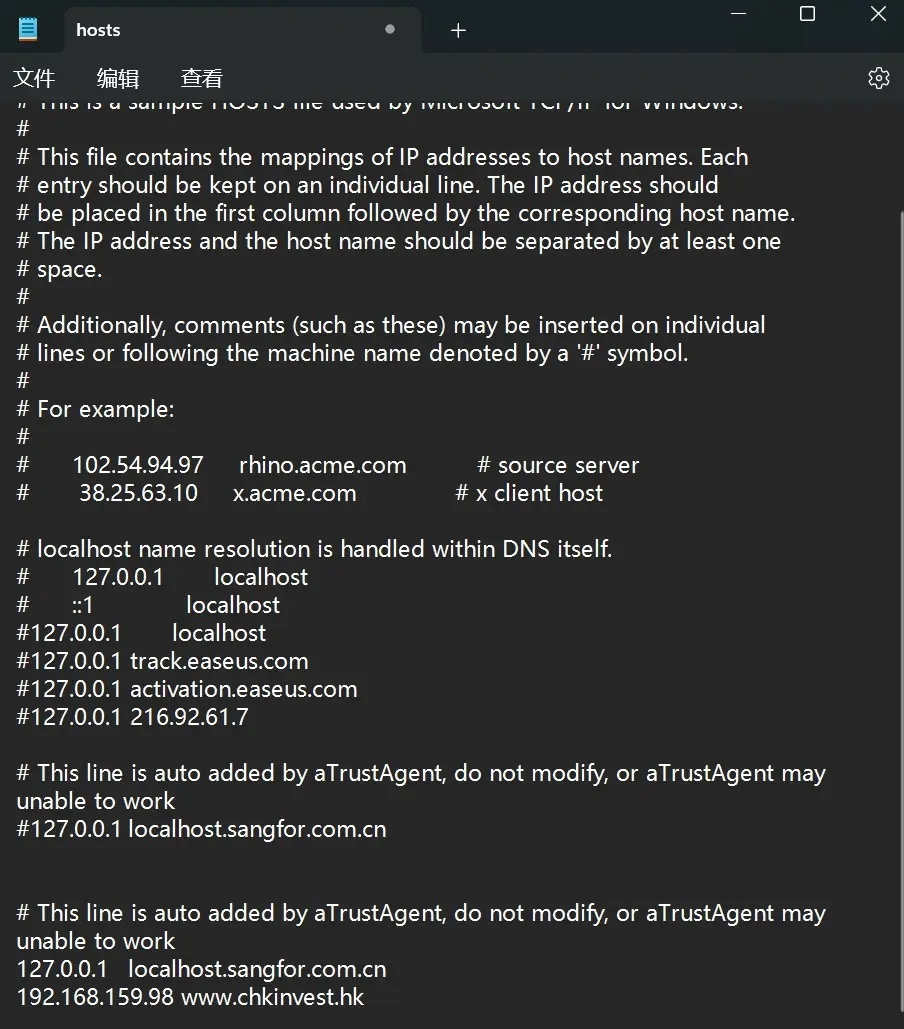 hosts
文件 编辑 查看
# This is a sample HOSTS file used by Microsoft TCP/IP for Windows.
#
# This file contains the mappings of IP addresses to host names. Each
# entry should be kept on an individual line. The IP address should
# be placed in the first column followed by the corresponding host name.
# The IP address and the host name should be separated by at least one
# space.
#
# Additionally, comments (such as these) may be inserted on individual
# lines or following the machine name denoted by a '#' symbol.
#
# For example:
#
# 102.54.94.97 rhino.acme.com # source server
# 38.25.63.10 x.acme.com # x client host
# localhost name resolution is handled within DNS itself.
# 127.0.0.1 localhost
# ::1 localhost
#127.0.0.1 localhost
#127.0.0.1 track.easeus.com
#127.0.0.1 activation.easeus.com
#127.0.0.1 216.92.61.7
# This line is auto added by aTrustAgent, do not modify, or aTrustAgent may
unable to work
#127.0.0.1 localhost.sangfor.com.cn
# This line is auto added by aTrustAgent, do not modify, or aTrustAgent may
unable to work
127.0.0.1 localhost.sangfor.com.cn
192.168.159.98 www.chkinvest.hk